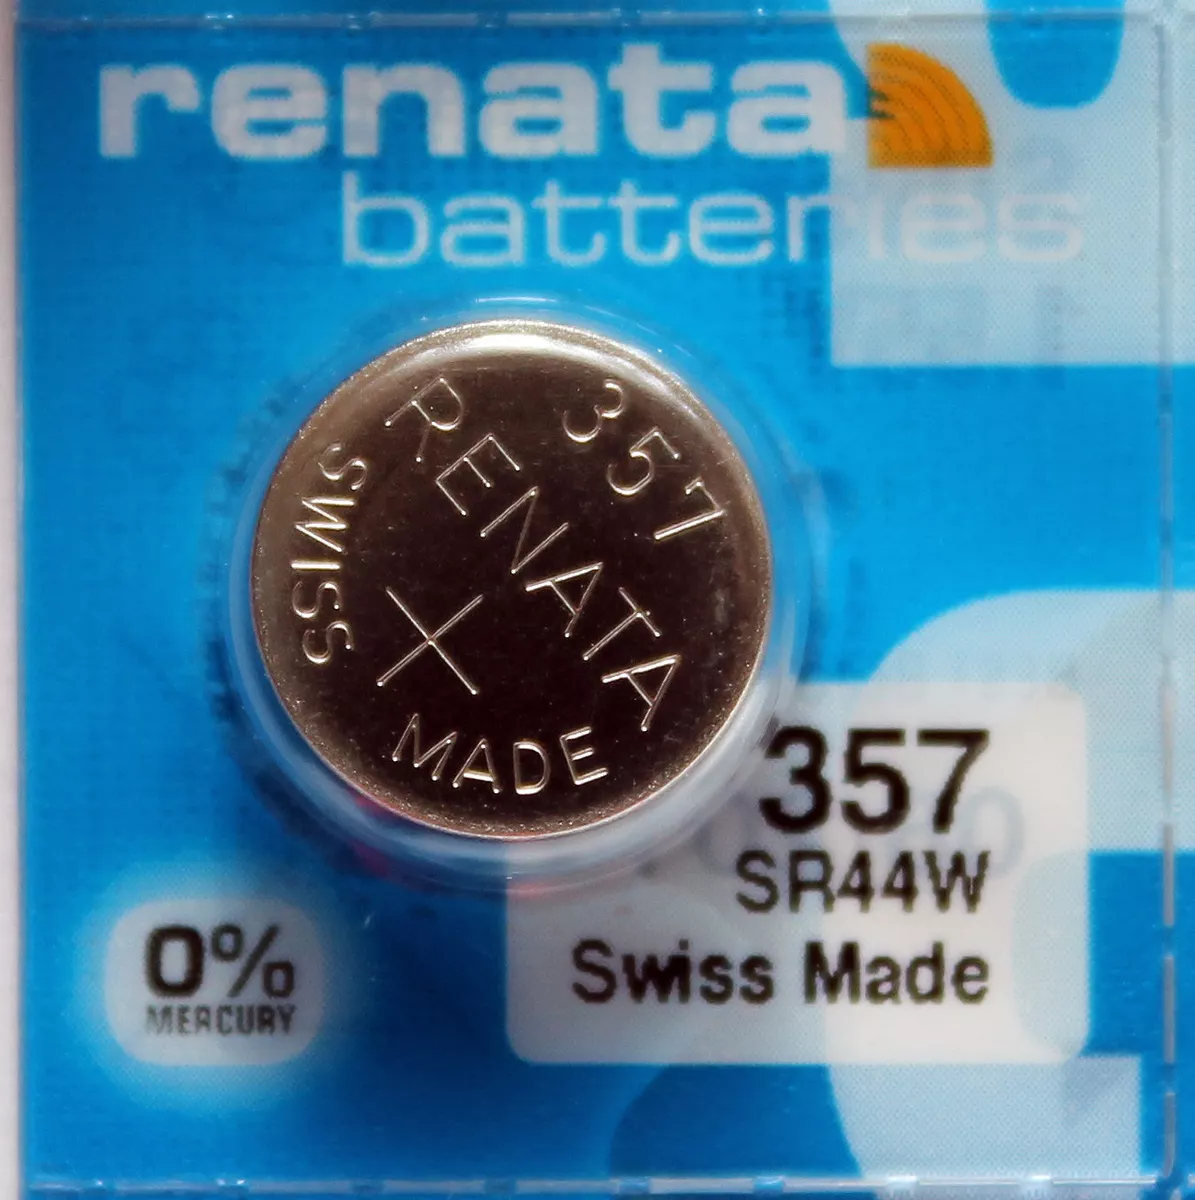 renata
batteries
357
RENATA
SWISS
+
MADE
357
SR44W
Swiss Made
0%
MERCURY